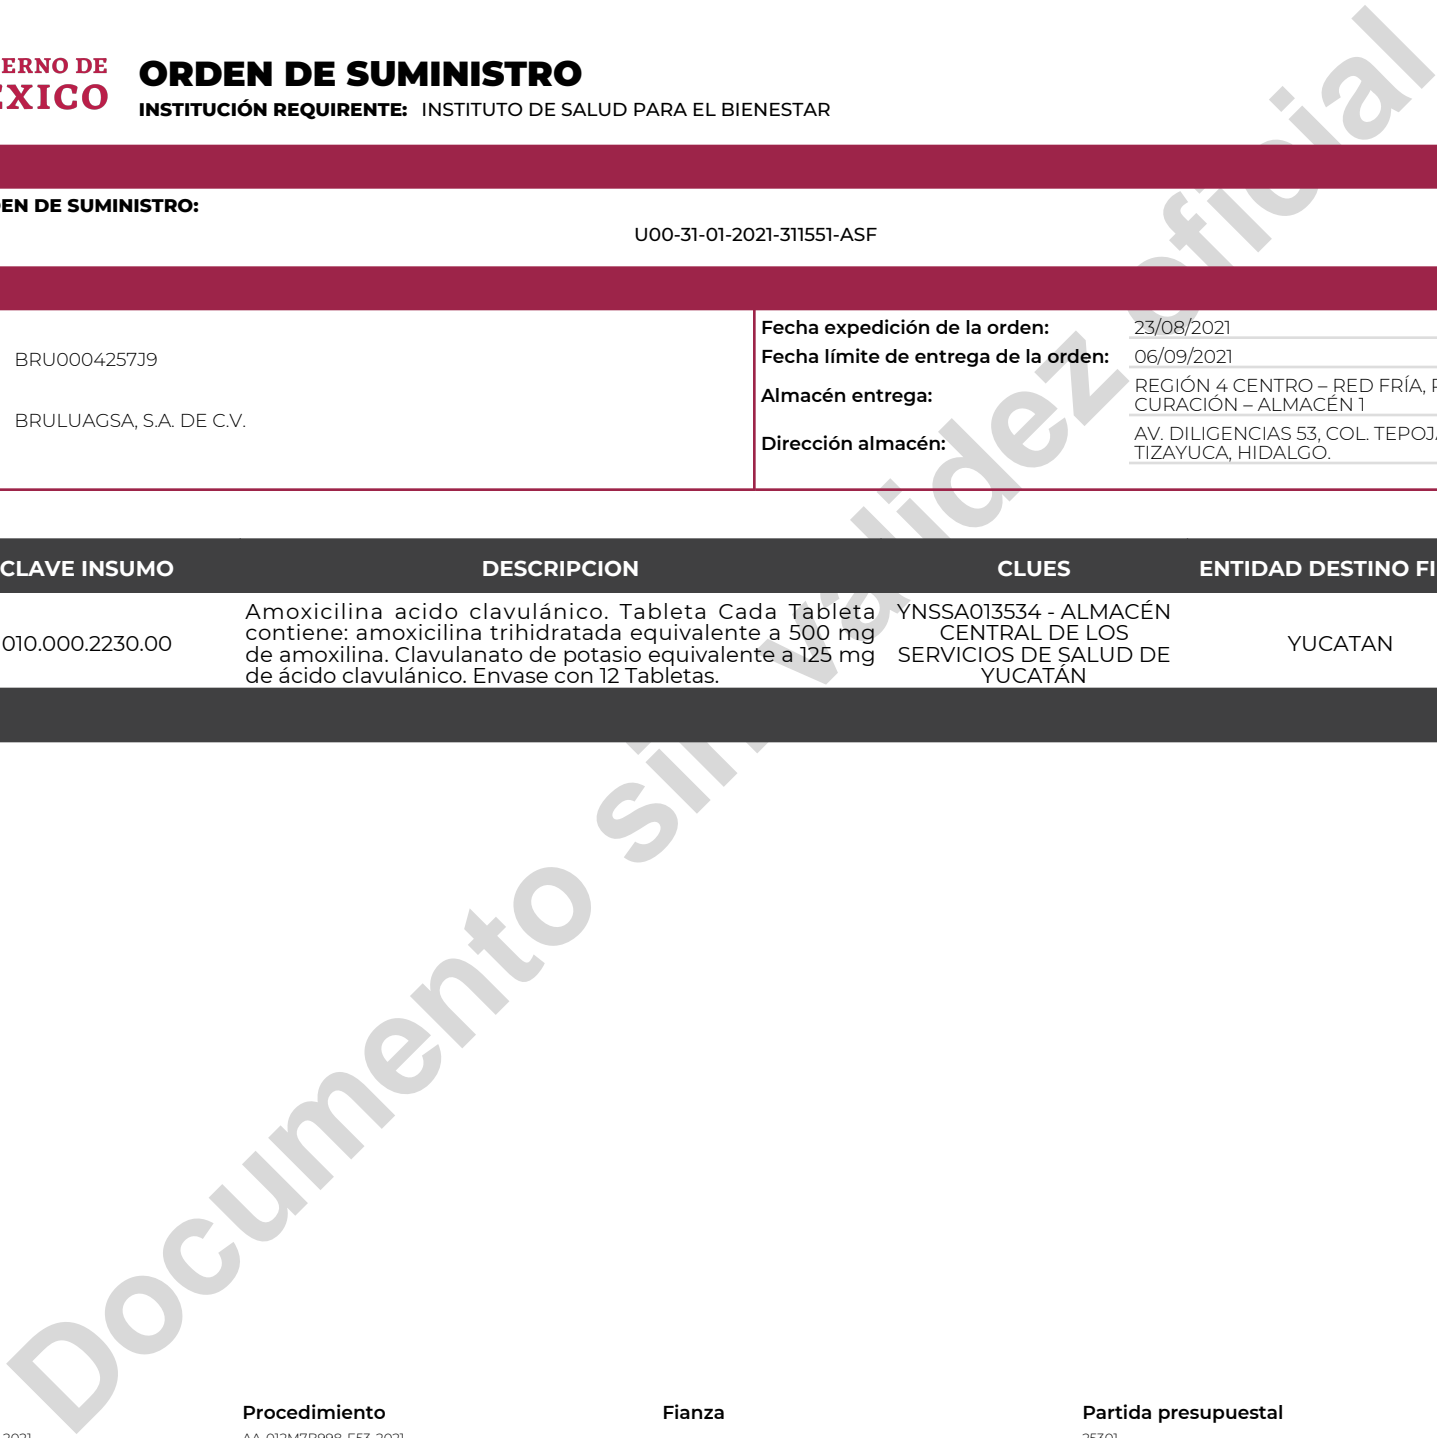 ERNO DE
ÉXICO
ORDEN DE SUMINISTRO
INSTITUCIÓN REQUIRENTE: INSTITUTO DE SALUD PARA EL BIENESTAR
EN DE SUMINISTRO:
U00-31-01-2021-311551-ASF
BRU0004257J9
BRULUAGSA, S.A. DE C.V.
Fecha expedición de la orden: 23/08/2021
Fecha límite de entrega de la orden: 06/09/2021
Almacén entrega: REGIÓN 4 CENTRO – RED FRÍA,
CURACIÓN – ALMACÉN 1
Dirección almacén: AV. DILIGENCIAS 53, COL. TEPOJ
TIZAYUCA, HIDALGO.
CLAVE INSUMO DESCRIPCION CLUES ENTIDAD DESTINO FI
010.000.2230.00
Amoxicilina acido clavulánico. Tableta Cada Tableta
contiene: amoxicilina trihidratada equivalente a 500 mg
de amoxilina. Clavulanato de potasio equivalente a 125 mg
de ácido clavulánico. Envase con 12 Tabletas.
YNSSA013534 - ALMACÉN
CENTRAL DE LOS
SERVICIOS DE SALUD DE
YUCATÁN
YUCATAN
Documento sin validez oficial
Procedimiento Fianza Partida presupuestal